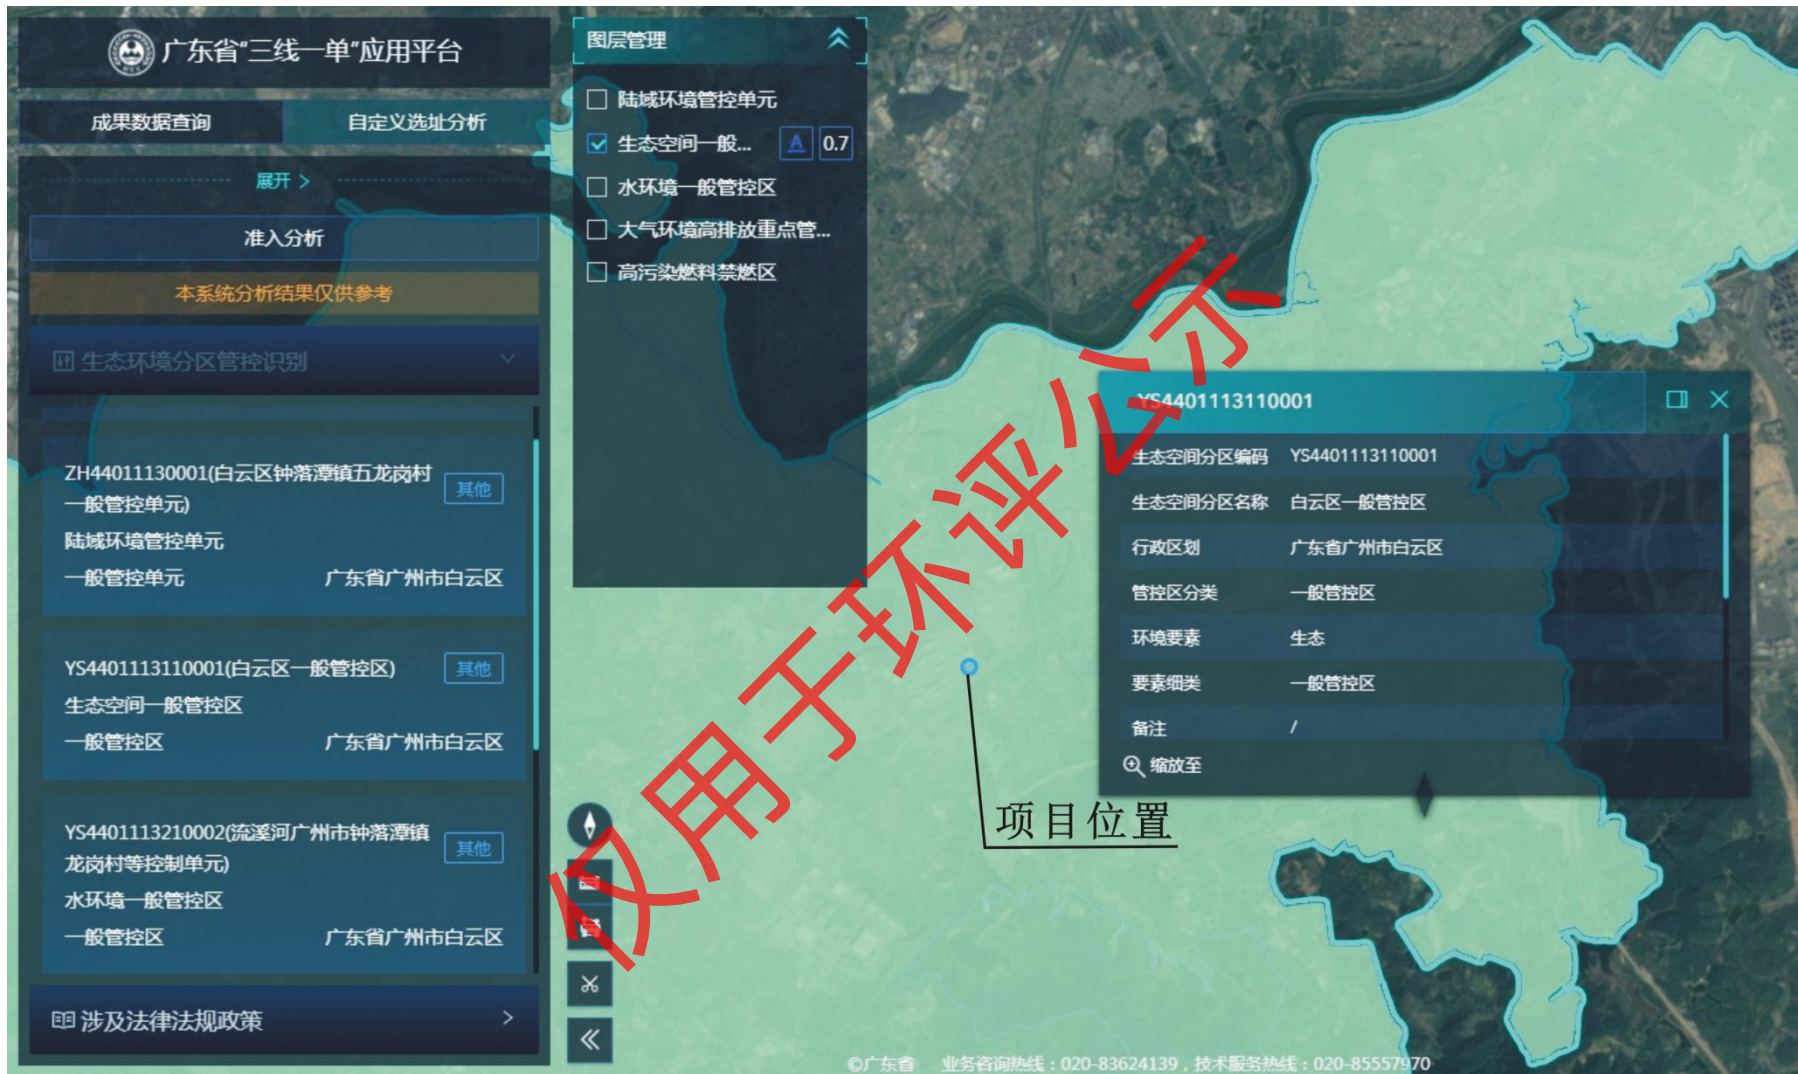 广东省"三线一单"应用平台
成果数据查询
自定义选址分析
展开 >
准入分析
本系统分析结果仅供参考
生态环境分区管控识别
ZH44011130001(白云区钟落潭镇五龙岗村
一般管控单元)
其他
陆域环境管控单元
一般管控单元 广东省广州市白云区
YS4401113110001(白云区一般管控区)
其他
生态空间一般管控区
一般管控区 广东省广州市白云区
YS4401113210002(流溪河广州市钟落潭镇
龙岗村等控制单元)
其他
水环境一般管控区
一般管控区 广东省广州市白云区
涉及法律法规政策
图层管理
陆域环境管控单元
生态空间一般... A 0.7
水环境一般管控区
大气环境高排放重点管...
高污染燃料禁燃区
YS4401113110001
生态空间分区编码 YS4401113110001
生态空间分区名称 白云区一般管控区
行政区划 广东省广州市白云区
管控区分类 一般管控区
环境要素 生态
要素细类 一般管控区
备注 /
缩放至
项目位置
仅用于环评公示
©广东省 业务咨询热线：020-83624139，技术服务热线：020-85557970